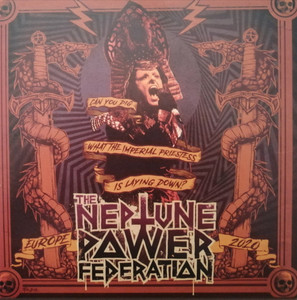 CAN YOU DIG
WHAT THE IMPERIAL PRIESTESS
IS LAYING DOWN?
THE
NEPTUNE
POWER
FEDERATION
EUROPE
2020